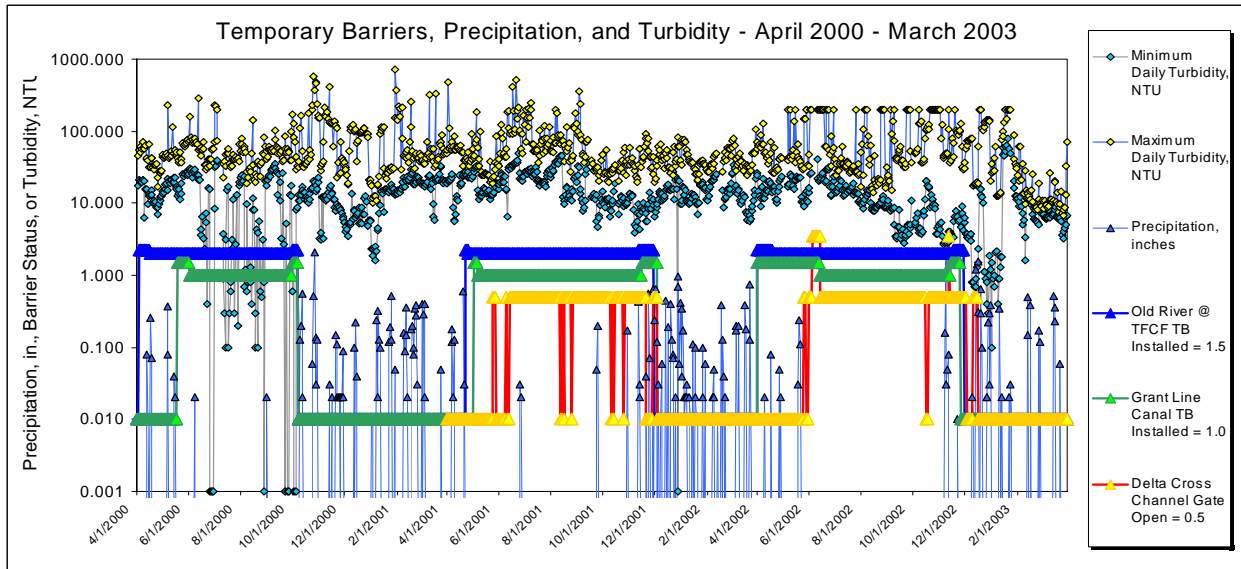 Temporary Barriers, Precipitation, and Turbidity - April 2000 - March 2003
Precipitation, in., Barrier Status, or Turbidity, NTU
1000.000
100.000
10.000
1.000
0.100
0.010
0.001
4/1/2000
6/1/2000
8/1/2000
10/1/2000
12/1/2000
2/1/2001
4/1/2001
6/1/2001
8/1/2001
10/1/2001
12/1/2001
2/1/2002
4/1/2002
6/1/2002
8/1/2002
10/1/2002
12/1/2002
2/1/2003
Minimum
Daily Turbidity,
NTU
Maximum
Daily Turbidity,
NTU
Precipitation,
inches
Old River @
TFCF TB
Installed = 1.5
Grant Line
Canal TB
Installed = 1.0
Delta Cross
Channel Gate
Open = 0.5